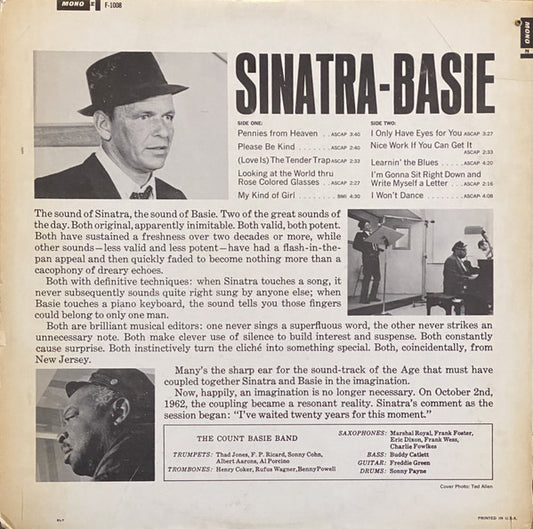 MONO F-1008
MONO
SINATRA-BASIE
SIDE ONE:
Pennies from Heaven . . ASCAP 3:40
Please Be Kind . . . . . . . ASCAP 2:40
(Love Is) The Tender Trap ASCAP 2:33
Looking at the World thru
Rose Colored Glasses . . ASCAP 2:27
My Kind of Girl . . . . . . . . BMI 4:30
SIDE TWO:
I Only Have Eyes for You ASCAP 3:27
Nice Work If You Can Get It
ASCAP 2:33
Learnin' the Blues . . . . . ASCAP 4:20
I'm Gonna Sit Right Down and
Write Myself a Letter . . . ASCAP 2:16
I Won't Dance . . . . . . . . ASCAP 4:08
The sound of Sinatra, the sound of Basie. Two of the great sounds of
the day. Both original, apparently inimitable. Both valid, both potent.
Both have sustained a freshness over two decades or more, while
other sounds—less valid and less potent—have had a flash-in-the-
pan appeal and then quickly faded to become nothing more than a
cacophony of dreary echoes.
Both with definitive techniques: when Sinatra touches a song, it
never subsequently sounds quite right sung by anyone else; when
Basie touches a piano keyboard, the sound tells you those fingers
could belong to only one man.
Both are brilliant musical editors: one never sings a superfluous word, the other never strikes an
unnecessary note. Both make clever use of silence to build interest and suspense. Both constantly
cause surprise. Both instinctively turn the cliché into something special. Both, coincidentally, from
New Jersey.
Many's the sharp ear for the sound-track of the Age that must have
coupled together Sinatra and Basie in the imagination.
Now, happily, an imagination is no longer necessary. On October 2nd,
1962, the coupling became a resonant reality. Sinatra's comment as the
session began: “I've waited twenty years for this moment.”
THE COUNT BASIE BAND
TRUMPETS: Thad Jones, F. P. Ricard, Sonny Cohn,
Albert Aarons, Al Porcino
TROMBONES: Henry Coker, Rufus Wagner, Benny Powell
SAXOPHONES: Marshal Royal, Frank Foster,
Eric Dixon, Frank Wess,
Charlie Fowlkes
BASS: Buddy Catlett
GUITAR: Freddie Green
DRUMS: Sonny Payne
Cover Photo: Ted Allen
PRINTED IN U.S.A.